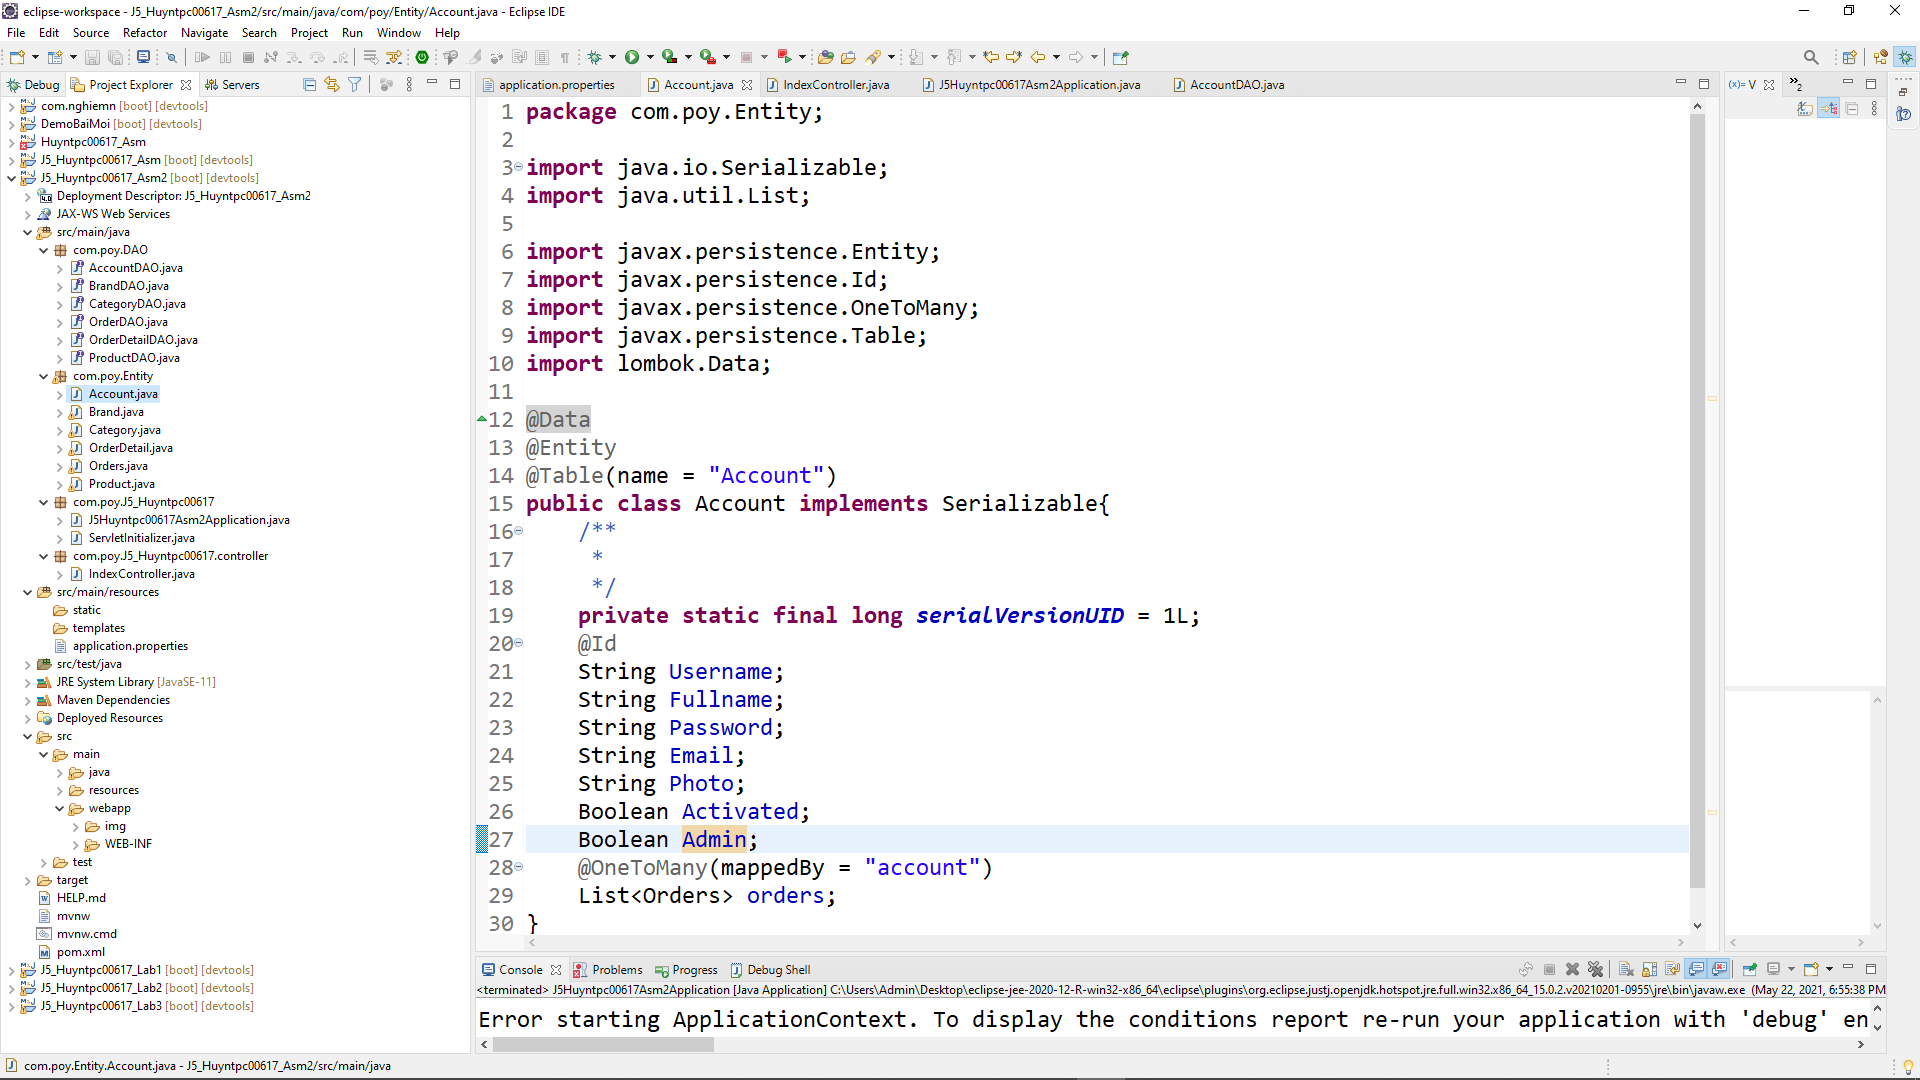 eclipse-workspace - J5_Huyntpc00617_Asm2/src/main/java/com/poy/Entity/Account.java - Eclipse IDE
File Edit Source Refactor Navigate Search Project Run Window Help
Debug Project Explorer Servers
application.properties Account.java IndexController.java J5Huyntpc00617Asm2Application.java AccountDAO.java
(x)= V »2
com.nghiemn [boot] [devtools]
DemoBaiMoi [boot] [devtools]
Huyntpc00617_Asm
J5_Huyntpc00617_Asm [boot] [devtools]
J5_Huyntpc00617_Asm2 [boot] [devtools]
Deployment Descriptor: J5_Huyntpc00617_Asm2
JAX-WS Web Services
src/main/java
com.poy.DAO
AccountDAO.java
BrandDAO.java
CategoryDAO.java
OrderDAO.java
OrderDetailDAO.java
ProductDAO.java
com.poy.Entity
Account.java
Brand.java
Category.java
OrderDetail.java
Orders.java
Product.java
com.poy.J5_Huyntpc00617
J5Huyntpc00617Asm2Application.java
ServletInitializer.java
com.poy.J5_Huyntpc00617.controller
IndexController.java
src/main/resources
static
templates
application.properties
src/test/java
JRE System Library [JavaSE-11]
Maven Dependencies
Deployed Resources
src
main
java
resources
webapp
img
WEB-INF
test
target
HELP.md
mvnw
mvnw.cmd
pom.xml
J5_Huyntpc00617_Lab1 [boot] [devtools]
J5_Huyntpc00617_Lab2 [boot] [devtools]
J5_Huyntpc00617_Lab3 [boot] [devtools]
1 package com.poy.Entity;
2
3 import java.io.Serializable;
4 import java.util.List;
5
6 import javax.persistence.Entity;
7 import javax.persistence.Id;
8 import javax.persistence.OneToMany;
9 import javax.persistence.Table;
10 import lombok.Data;
11
12 @Data
13 @Entity
14 @Table(name = "Account")
15 public class Account implements Serializable{
16 /**
17 *
18 */
19 private static final long serialVersionUID = 1L;
20 @Id
21 String Username;
22 String Fullname;
23 String Password;
24 String Email;
25 String Photo;
26 Boolean Activated;
27 Boolean Admin;
28 @OneToMany(mappedBy = "account")
29 List<Orders> orders;
30 }
Console Problems Progress Debug Shell
<terminated> J5Huyntpc00617Asm2Application [Java Application] C:\Users\Admin\Desktop\eclipse-jee-2020-12-R-win32-x86_64\eclipse\plugins\org.eclipse.justj.openjdk.hotspot.jre.full.win32.x86_64_15.0.2.v20210201-0955\jre\bin\javaw.exe (May 22, 2021, 6:55:38 PM
Error starting ApplicationContext. To display the conditions report re-run your application with 'debug' en
com.poy.Entity.Account.java - J5_Huyntpc00617_Asm2/src/main/java